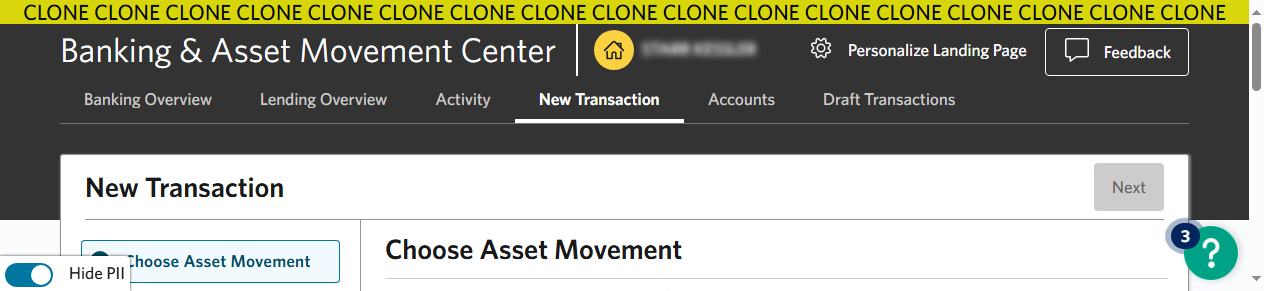 CLONE CLONE CLONE CLONE CLONE CLONE CLONE CLONE CLONE CLONE CLONE CLONE CLONE CLONE CLONE CLONE CLONE
Banking & Asset Movement Center
Personalize Landing Page
Feedback
Banking Overview
Lending Overview
Activity
New Transaction
Accounts
Draft Transactions
New Transaction
Next
Choose Asset Movement
Choose Asset Movement
3
?
Hide PII